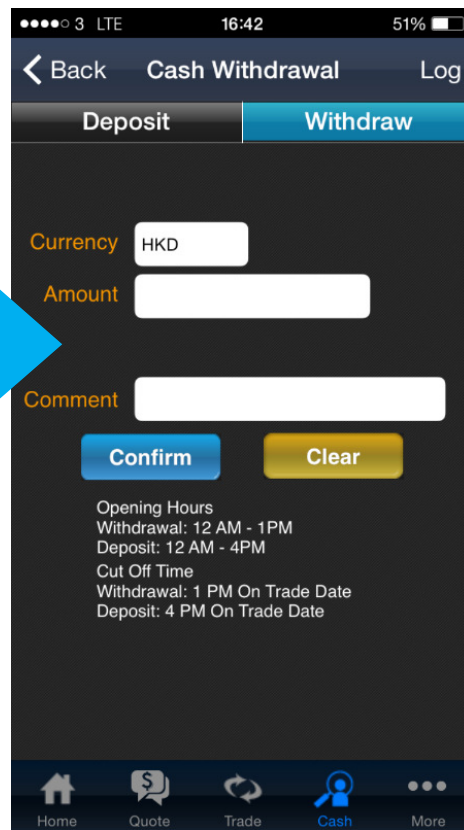 3 LTE 16:42 51%
Back Cash Withdrawal Log
Deposit Withdraw
Currency HKD
Amount
Comment
Confirm Clear
Opening Hours
Withdrawal: 12 AM - 1PM
Deposit: 12 AM - 4PM
Cut Off Time
Withdrawal: 1 PM On Trade Date
Deposit: 4 PM On Trade Date
$
Home Quote Trade Cash More